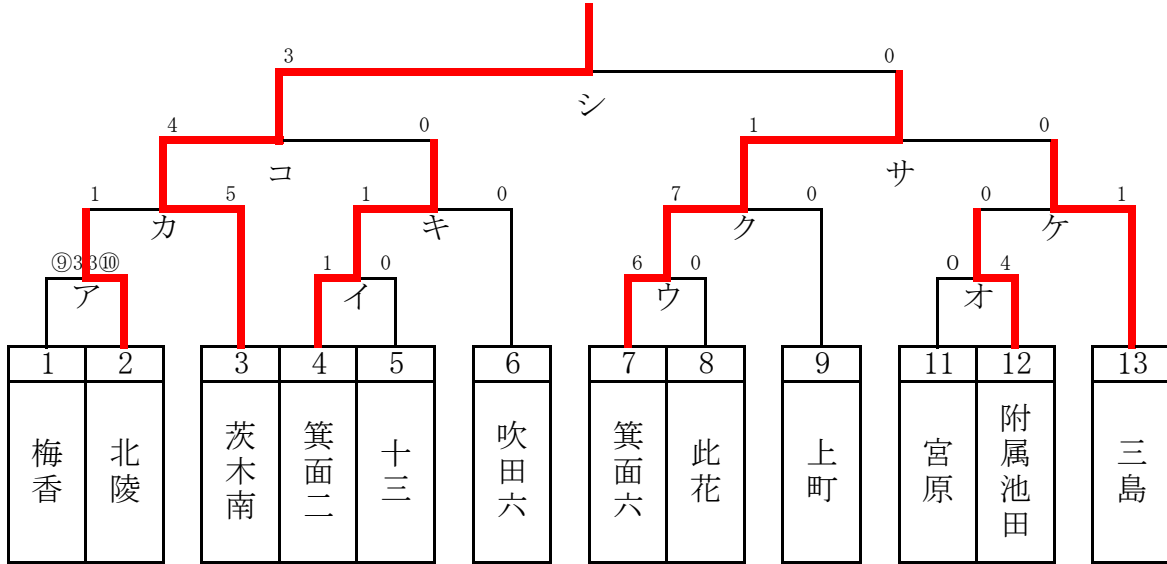 3 0
シ
4 0 1 0
コ サ
1 5 1 0 7 0 0 1
カ キ ク ケ
⑨3 3⑩ 1 0 6 0 O 4
ア イ ウ オ
1 2 3 4 5 6 7 8 9 11 12 13
梅香
北陵
茨木南
箕面二
十三
吹田六
箕面六
此花
上町
宮原
附属池田
三島